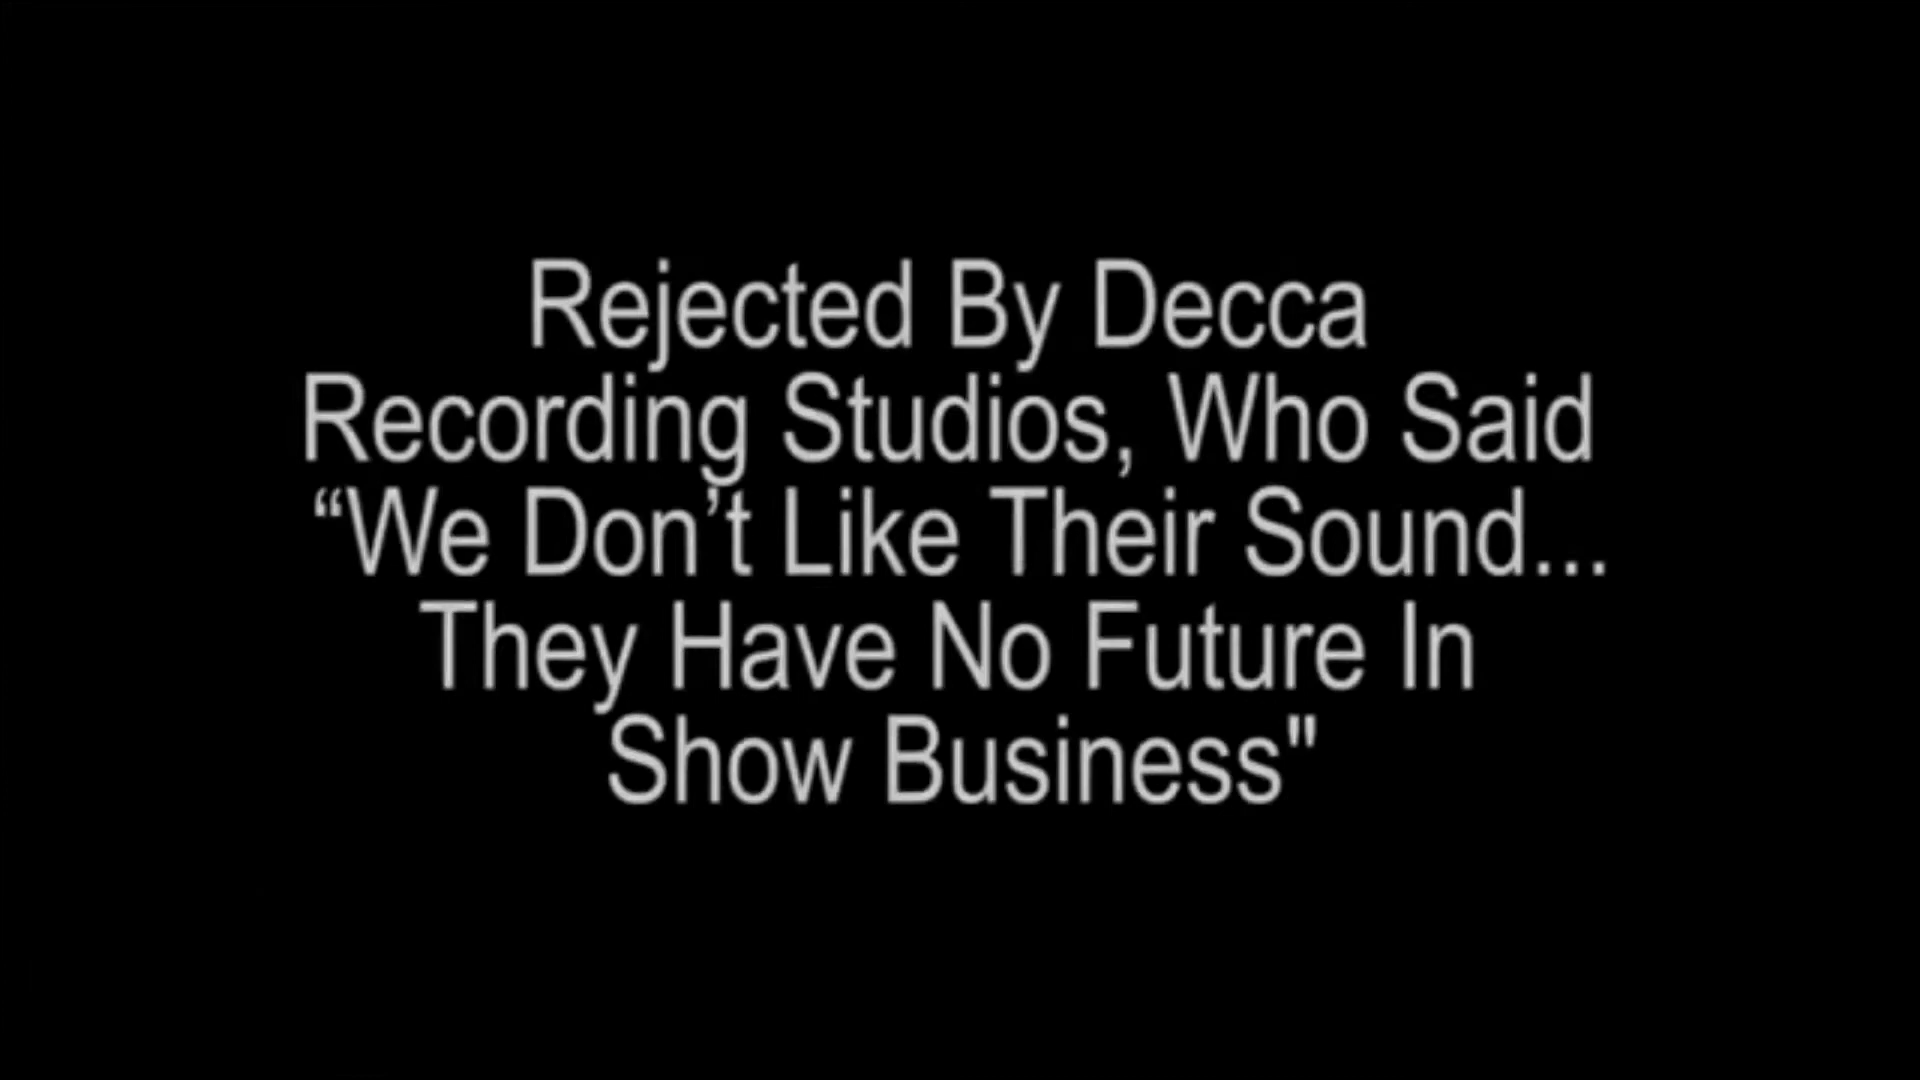 Rejected By Decca
Recording Studios, Who Said
“We Don’t Like Their Sound...
They Have No Future In
Show Business"